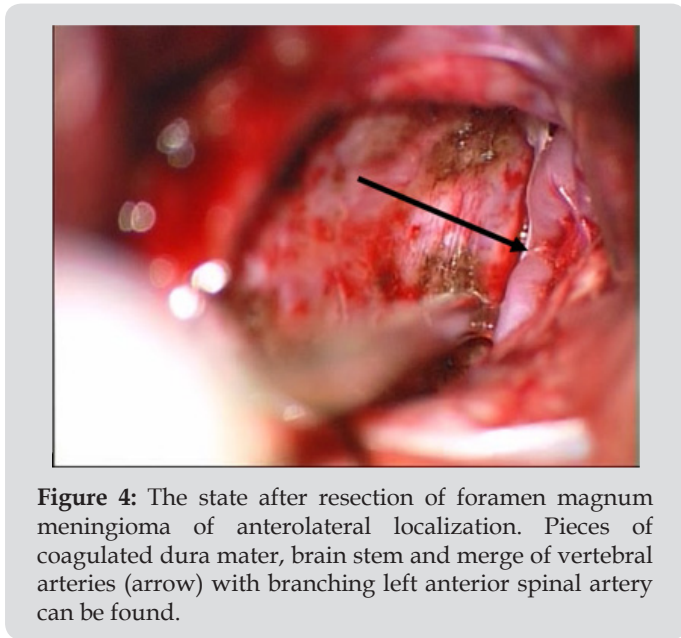 Figure 4: The state after resection of foramen magnum
meningioma of anterolateral localization. Pieces of
coagulated dura mater, brain stem and merge of vertebral
arteries (arrow) with branching left anterior spinal artery
can be found.